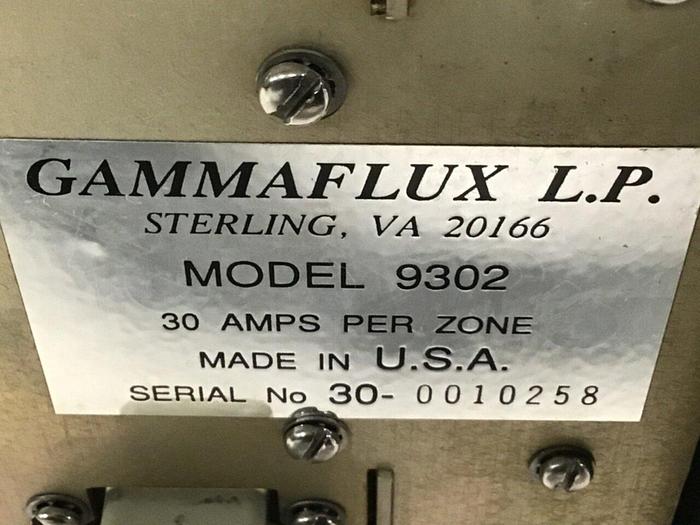 GAMMAFLUX L.P.
STERLING, VA 20166
MODEL 9302
30 AMPS PER ZONE
MADE IN U.S.A.
SERIAL No 30- 0010258